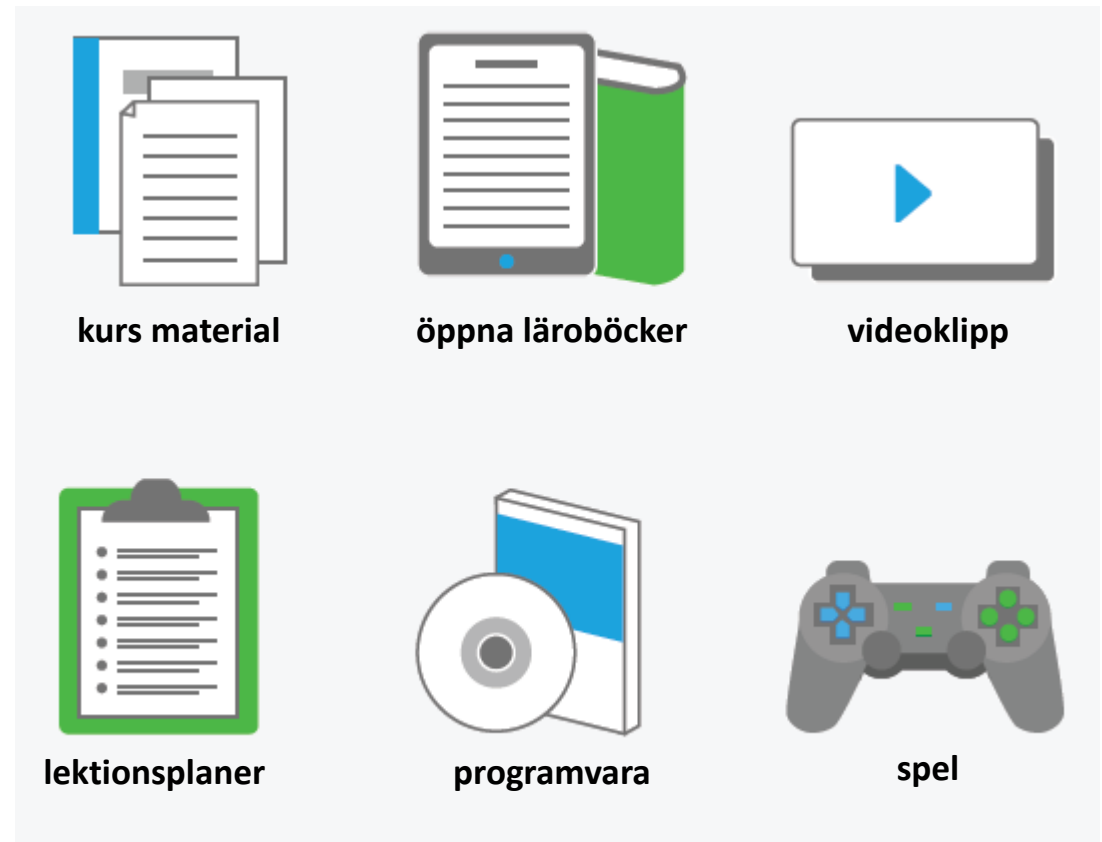 kurs material
öppna läroböcker
videoklipp
lektionsplaner
programvara
spel